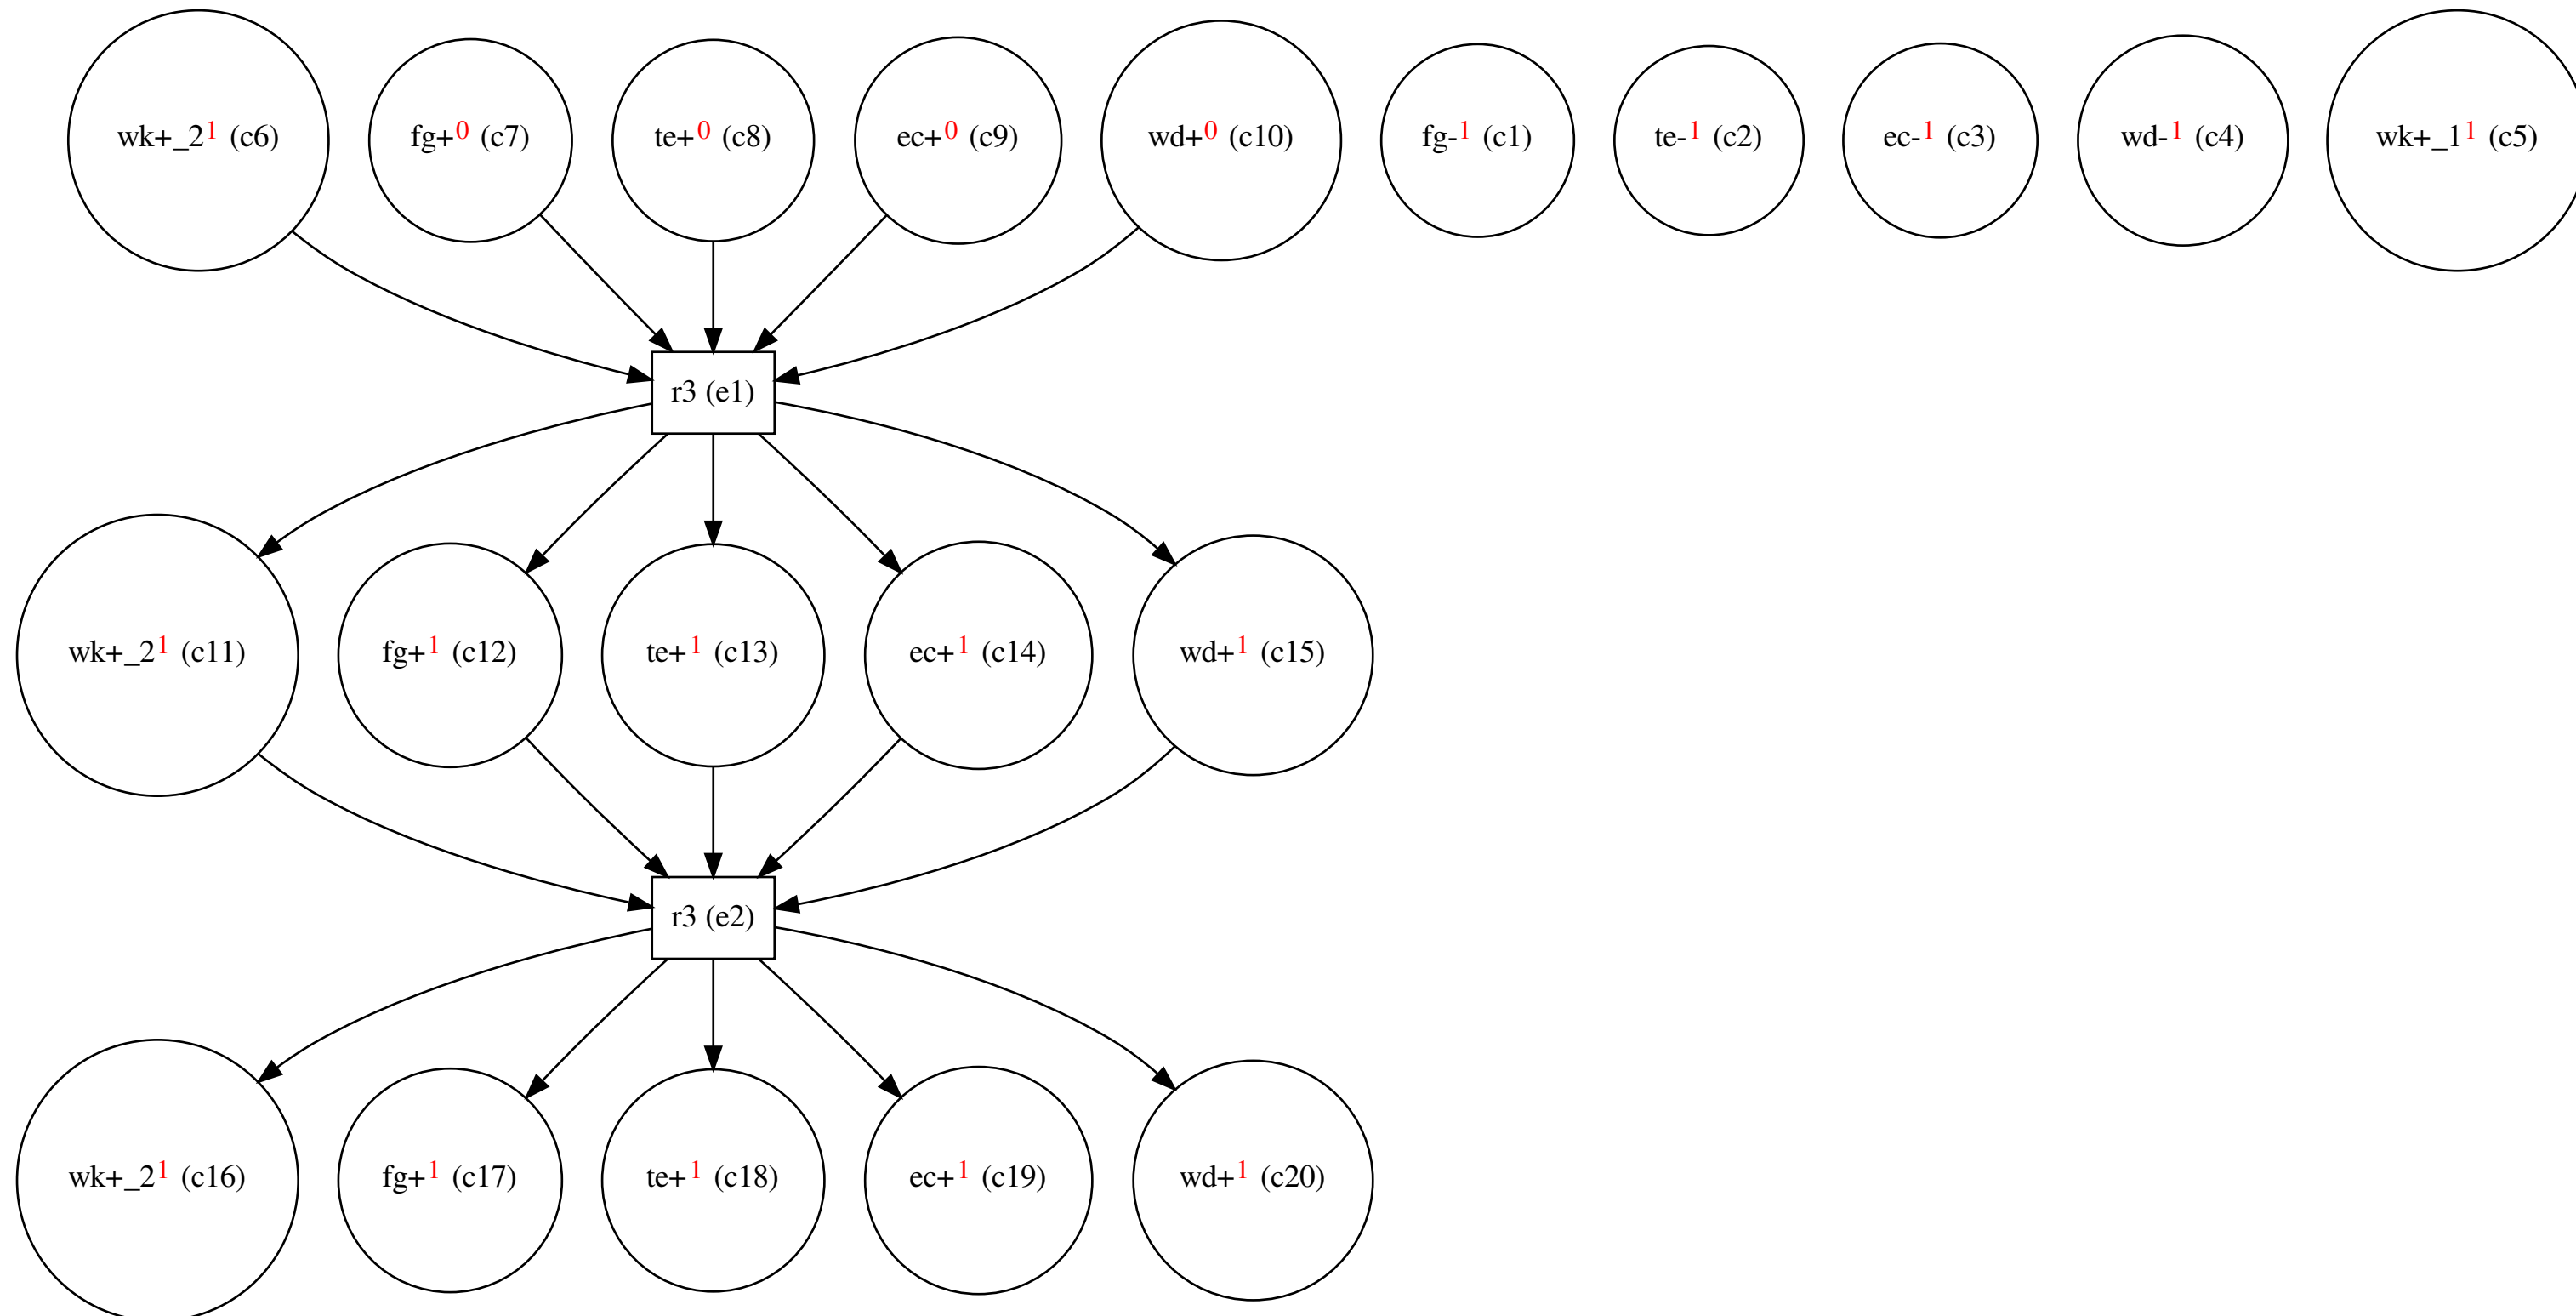 wk+_2¹ (c6)
fg+⁰ (c7)
te+⁰ (c8)
ec+⁰ (c9)
wd+⁰ (c10)
fg-¹ (c1)
te-¹ (c2)
ec-¹ (c3)
wd-¹ (c4)
wk+_1¹ (c5)
r3 (e1)
wk+_2¹ (c11)
fg+¹ (c12)
te+¹ (c13)
ec+¹ (c14)
wd+¹ (c15)
r3 (e2)
wk+_2¹ (c16)
fg+¹ (c17)
te+¹ (c18)
ec+¹ (c19)
wd+¹ (c20)